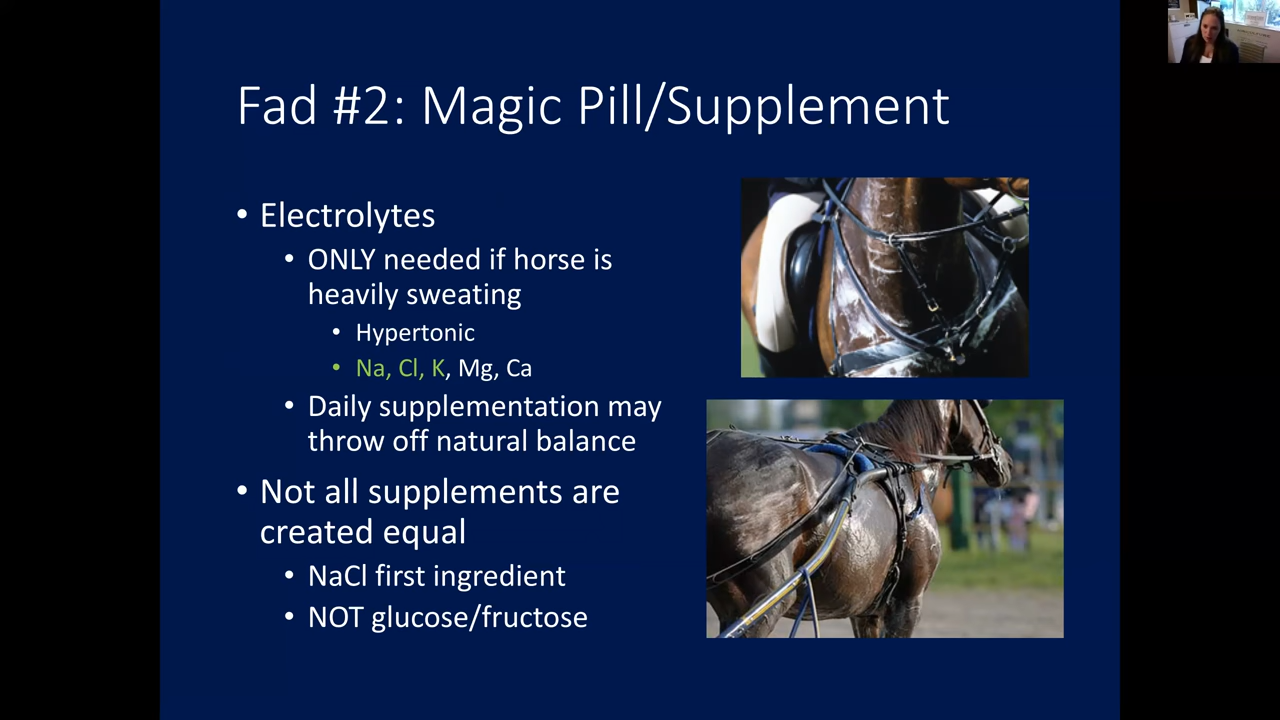 Fad #2: Magic Pill/Supplement
• Electrolytes
• ONLY needed if horse is
heavily sweating
• Hypertonic
• Na, Cl, K, Mg, Ca
• Daily supplementation may
throw off natural balance
• Not all supplements are
created equal
• NaCl first ingredient
• NOT glucose/fructose